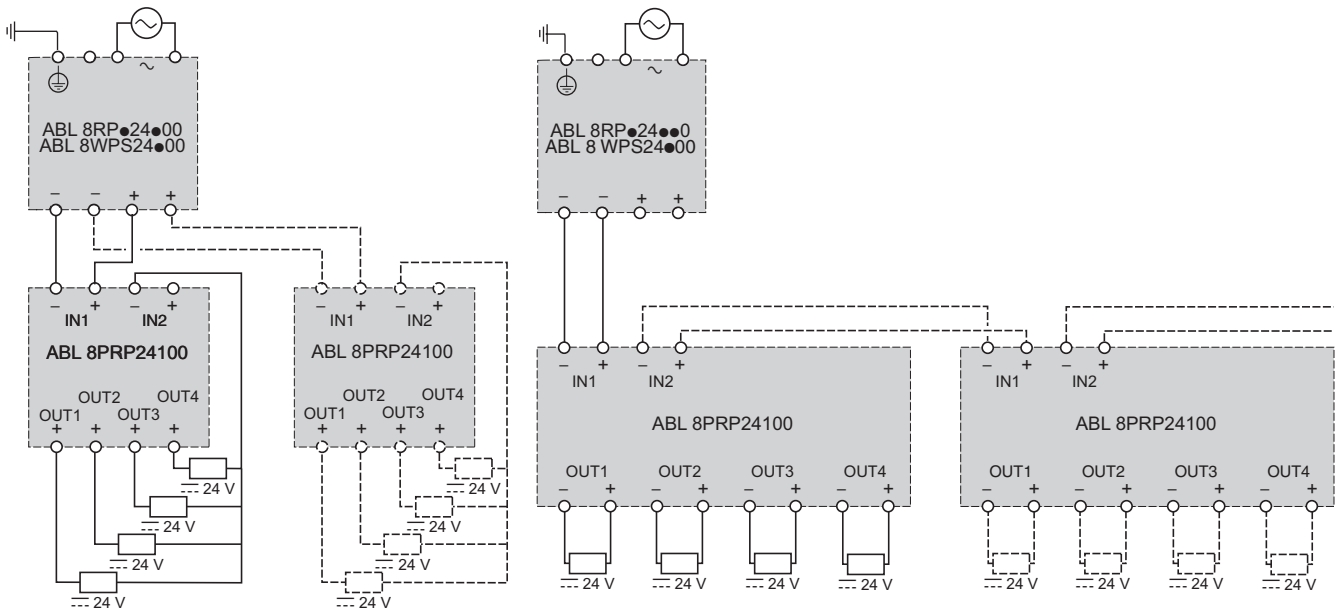 ABL 8RP●24●00
ABL 8WPS24●00
− − + +
− + − +
IN1 IN2
ABL 8PRP24100
OUT1 OUT2 OUT3 OUT4
+ + + +
24 V
24 V
24 V
24 V
− + − +
IN1 IN2
ABL 8PRP24100
OUT1 OUT2 OUT3 OUT4
+ + + +
24 V
24 V
24 V
24 V
ABL 8RP●24●●0
ABL 8 WPS24●00
− − + +
− + − +
IN1 IN2
ABL 8PRP24100
OUT1 OUT2 OUT3 OUT4
− + − + − + − +
24 V 24 V 24 V 24 V
− + − +
IN1 IN2
ABL 8PRP24100
OUT1 OUT2 OUT3 OUT4
− + − + − + − +
24 V 24 V 24 V 24 V